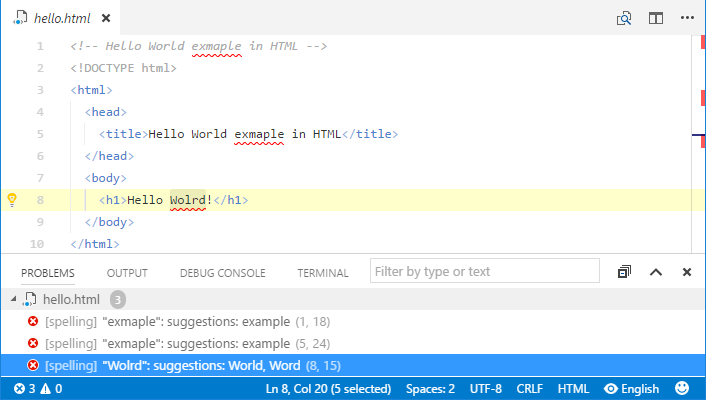 hello.html
1 <!-- Hello World exmaple in HTML -->
2 <!DOCTYPE html>
3 <html>
4 <head>
5 <title>Hello World exmaple in HTML</title>
6 </head>
7 <body>
8 <h1>Hello Wolrd!</h1>
9 </body>
10 </html>
PROBLEMS OUTPUT DEBUG CONSOLE TERMINAL Filter by type or text
hello.html 3
[spelling] "exmaple": suggestions: example (1, 18)
[spelling] "exmaple": suggestions: example (5, 24)
[spelling] "Wolrd": suggestions: World, Word (8, 15)
3 0 Ln 8, Col 20 (5 selected) Spaces: 2 UTF-8 CRLF HTML English